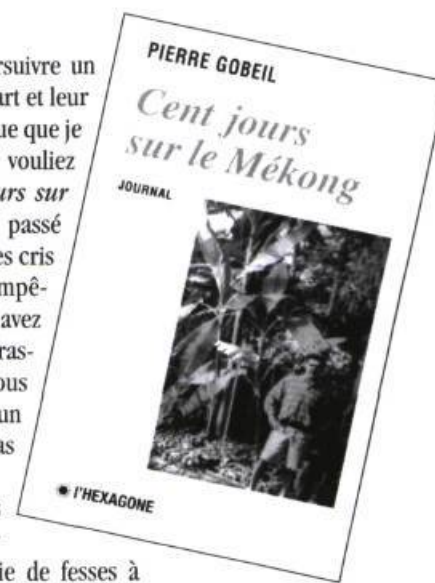 rsuivre un
art et leur
ue que je
vouliez
urs sur
passé
es cris
mpê-
avez
ras-
ous
un
as
ie de fesses à
PIERRE GOBEIL
Cent jours
sur le Mékong
JOURNAL
l'HEXAGONE